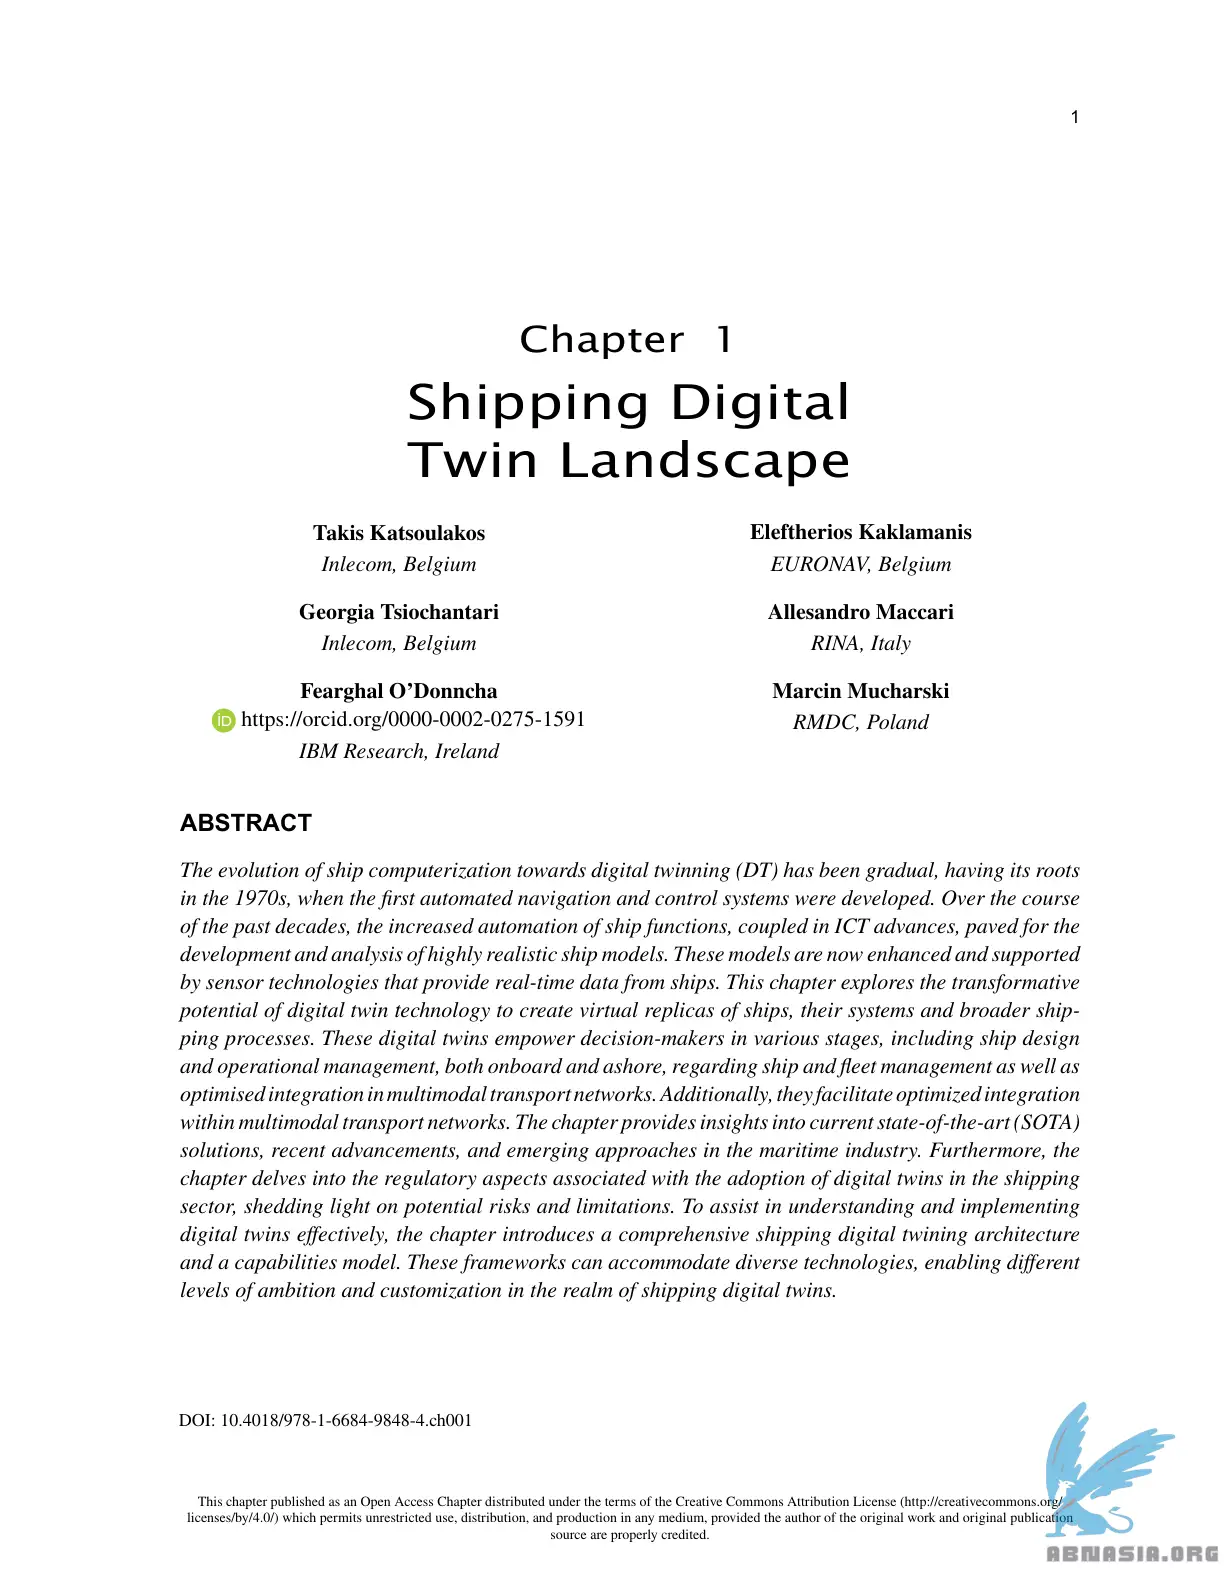 1
Chapter 1
Shipping Digital
Twin Landscape
Takis Katsoulakos
Inlecom, Belgium
Georgia Tsiochantari
Inlecom, Belgium
Fearghal O’Donncha
iD https://orcid.org/0000-0002-0275-1591
IBM Research, Ireland
Eleftherios Kaklamanis
EURONAV, Belgium
Allesandro Maccari
RINA, Italy
Marcin Mucharski
RMDC, Poland
ABSTRACT
The evolution of ship computerization towards digital twinning (DT) has been gradual, having its roots
in the 1970s, when the first automated navigation and control systems were developed. Over the course
of the past decades, the increased automation of ship functions, coupled in ICT advances, paved for the
development and analysis of highly realistic ship models. These models are now enhanced and supported
by sensor technologies that provide real-time data from ships. This chapter explores the transformative
potential of digital twin technology to create virtual replicas of ships, their systems and broader ship-
ping processes. These digital twins empower decision-makers in various stages, including ship design
and operational management, both onboard and ashore, regarding ship and fleet management as well as
optimised integration in multimodal transport networks. Additionally, they facilitate optimized integration
within multimodal transport networks. The chapter provides insights into current state-of-the-art (SOTA)
solutions, recent advancements, and emerging approaches in the maritime industry. Furthermore, the
chapter delves into the regulatory aspects associated with the adoption of digital twins in the shipping
sector, shedding light on potential risks and limitations. To assist in understanding and implementing
digital twins effectively, the chapter introduces a comprehensive shipping digital twining architecture
and a capabilities model. These frameworks can accommodate diverse technologies, enabling different
levels of ambition and customization in the realm of shipping digital twins.
DOI: 10.4018/978-1-6684-9848-4.ch001
This chapter published as an Open Access Chapter distributed under the terms of the Creative Commons Attribution License (http://creativecommons.org/
licenses/by/4.0/) which permits unrestricted use, distribution, and production in any medium, provided the author of the original work and original publication
source are properly credited.
ABNASIA.ORG